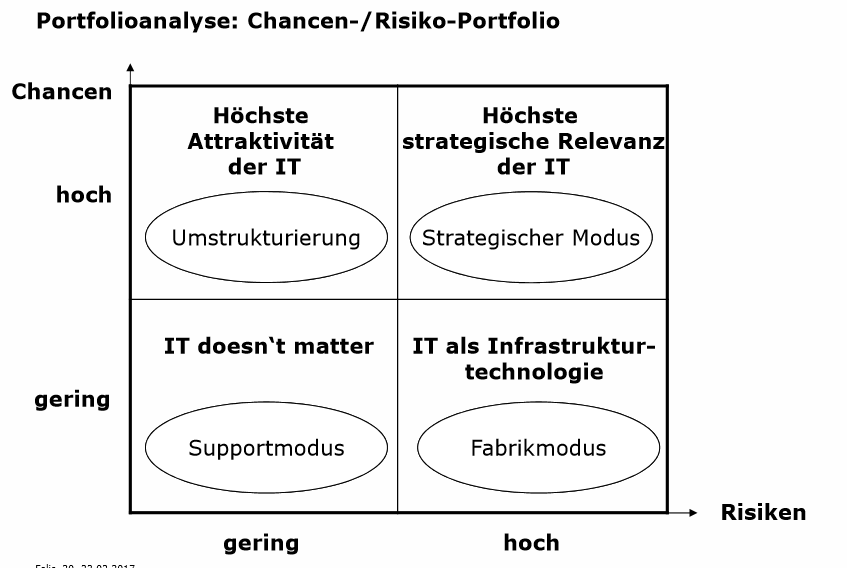 Portfolioanalyse: Chancen-/Risiko-Portfolio
Chancen
Höchste
Attraktivität
der IT
Höchste
strategische Relevanz
der IT
hoch
Umstrukturierung
Strategischer Modus
IT doesn‘t matter
IT als Infrastruktur-
technologie
gering
Supportmodus
Fabrikmodus
Risiken
gering
hoch